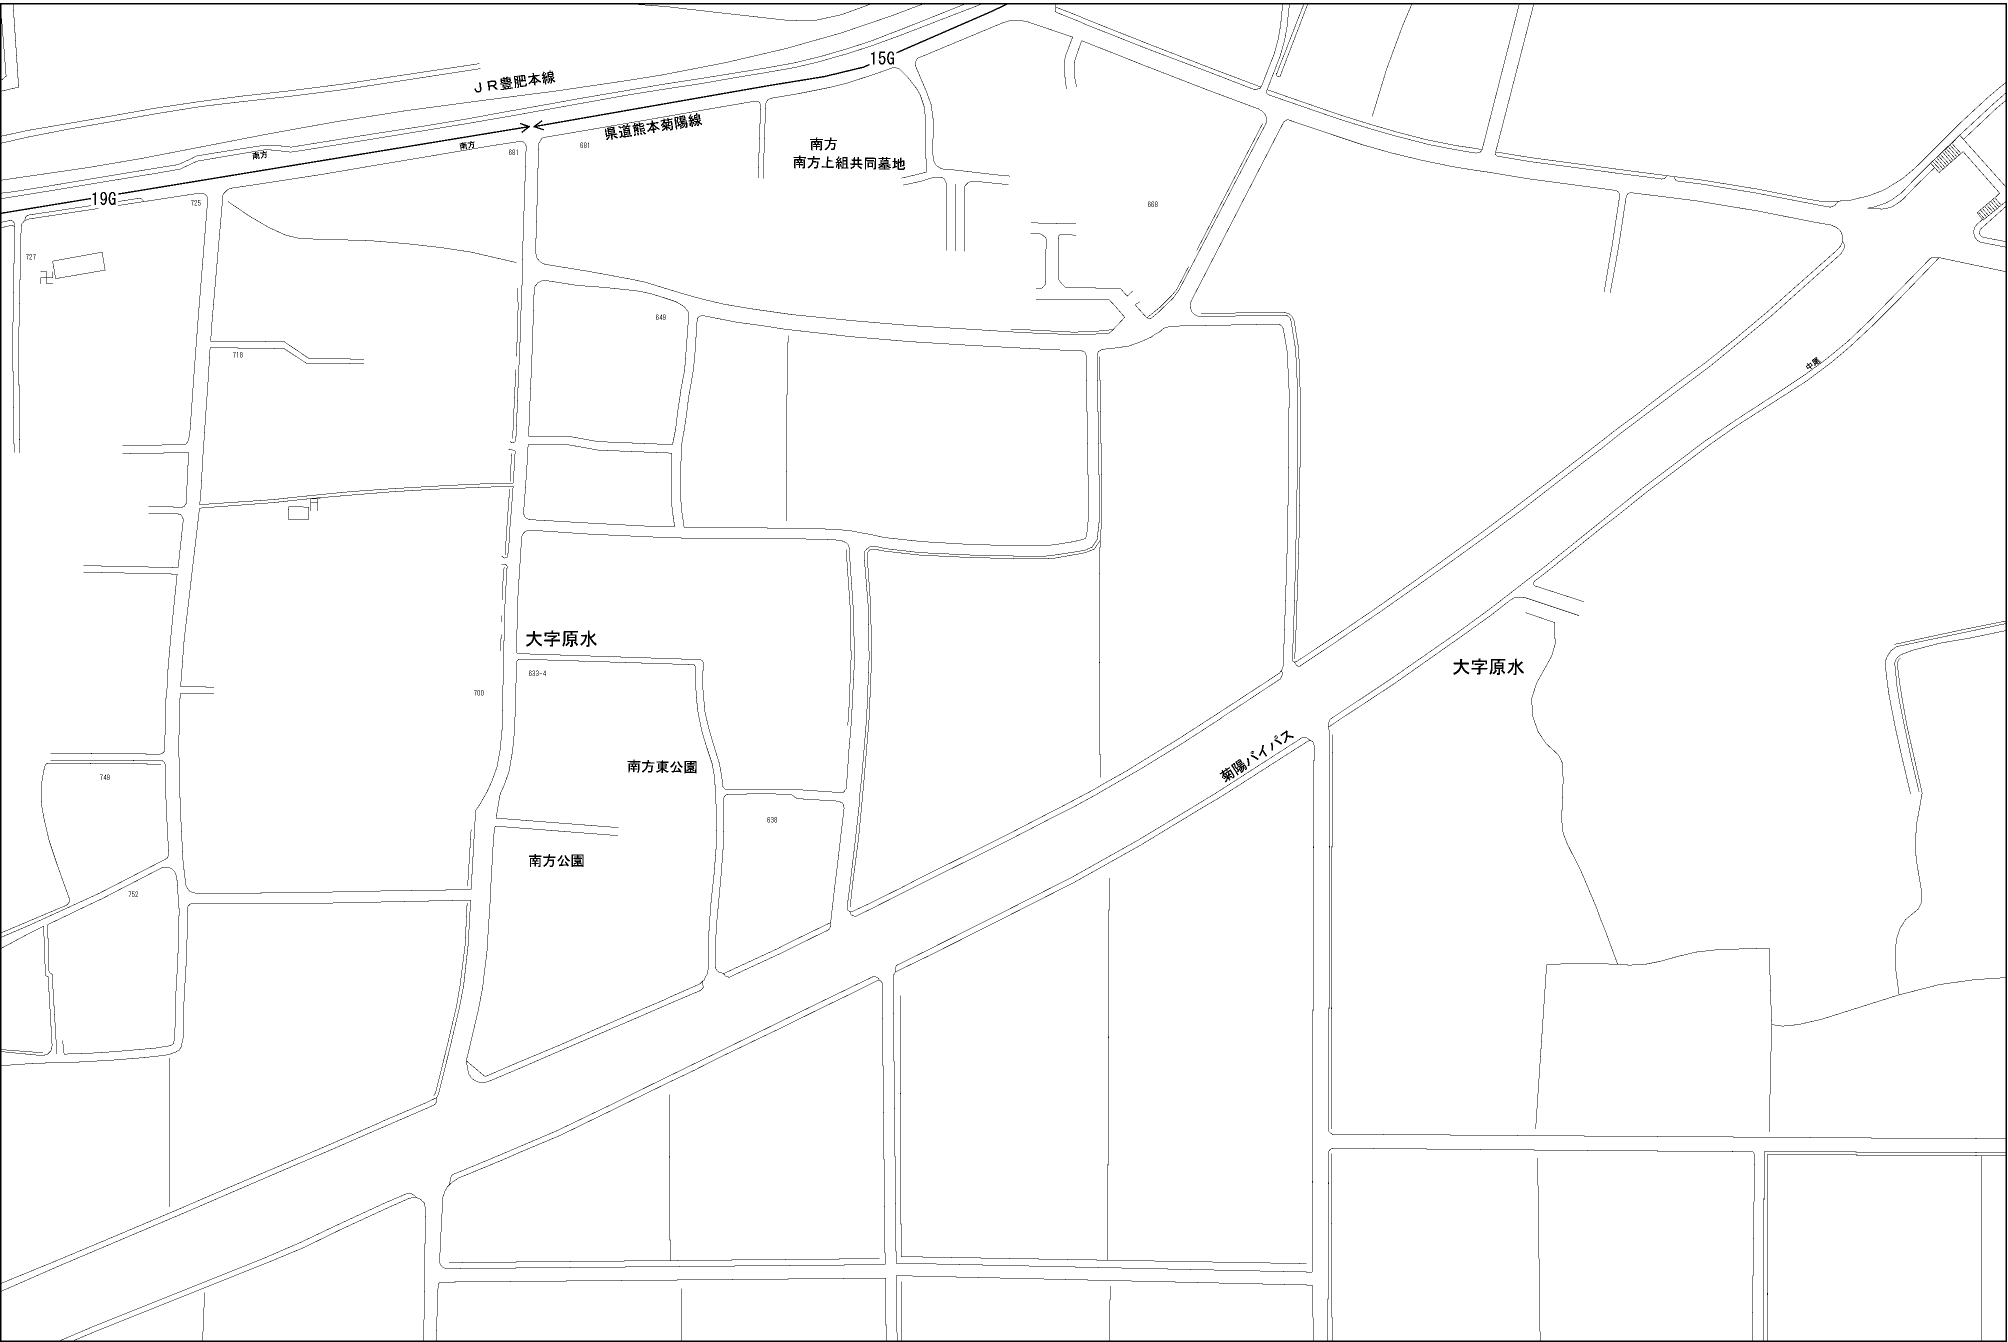 15G
ＪＲ豊肥本線
県道熊本菊陽線
南方
南方上組共同墓地
南方
南方
681
681
19G
725
668
727
649
718
中尾
大字原水
大字原水
633-4
700
南方東公園
菊陽バイパス
749
638
南方公園
752